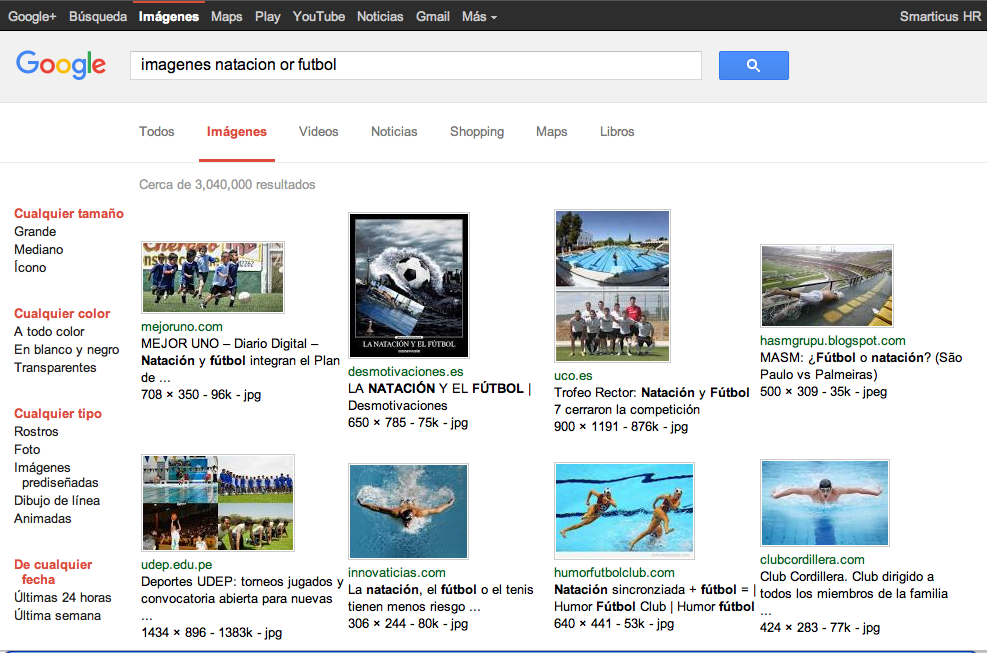 Google+ Búsqueda Imágenes Maps Play YouTube Noticias Gmail Más Smarticus HR
Google
imagenes natacion or futbol
Todos Imágenes Videos Noticias Shopping Maps Libros
Cerca de 3,040,000 resultados
Cualquier tamaño
Grande
Mediano
Ícono
Cualquier color
A todo color
En blanco y negro
Transparentes
Cualquier tipo
Rostros
Foto
Imágenes
prediseñadas
Dibujo de línea
Animadas
De cualquier
fecha
Últimas 24 horas
Última semana
mejoruno.com
MEJOR UNO – Diario Digital –
Natación y fútbol integran el Plan
de ...
708 × 350 - 96k - jpg
LA NATACIÓN Y EL FÚTBOL
desmotivaciones.es
LA NATACIÓN Y EL FÚTBOL |
Desmotivaciones
650 × 785 - 75k - jpg
uco.es
Trofeo Rector: Natación y Fútbol
7 cerraron la competición
900 × 1191 - 876k - jpg
hasmgrupu.blogspot.com
MASM: ¿Fútbol o natación? (São
Paulo vs Palmeiras)
500 × 309 - 35k - jpeg
udep.edu.pe
Deportes UDEP: torneos jugados y
convocatoria abierta para nuevas
...
1434 × 896 - 1383k - jpg
innovaticias.com
La natación, el fútbol o el tenis
tienen menos riesgo ...
306 × 244 - 80k - jpg
humorfutbolclub.com
Natación sincronziada + fútbol = |
Humor Fútbol Club | Humor fútbol
640 × 441 - 53k - jpg
clubcordillera.com
Club Cordillera. Club dirigido a
todos los miembros de la familia
...
424 × 283 - 77k - jpg